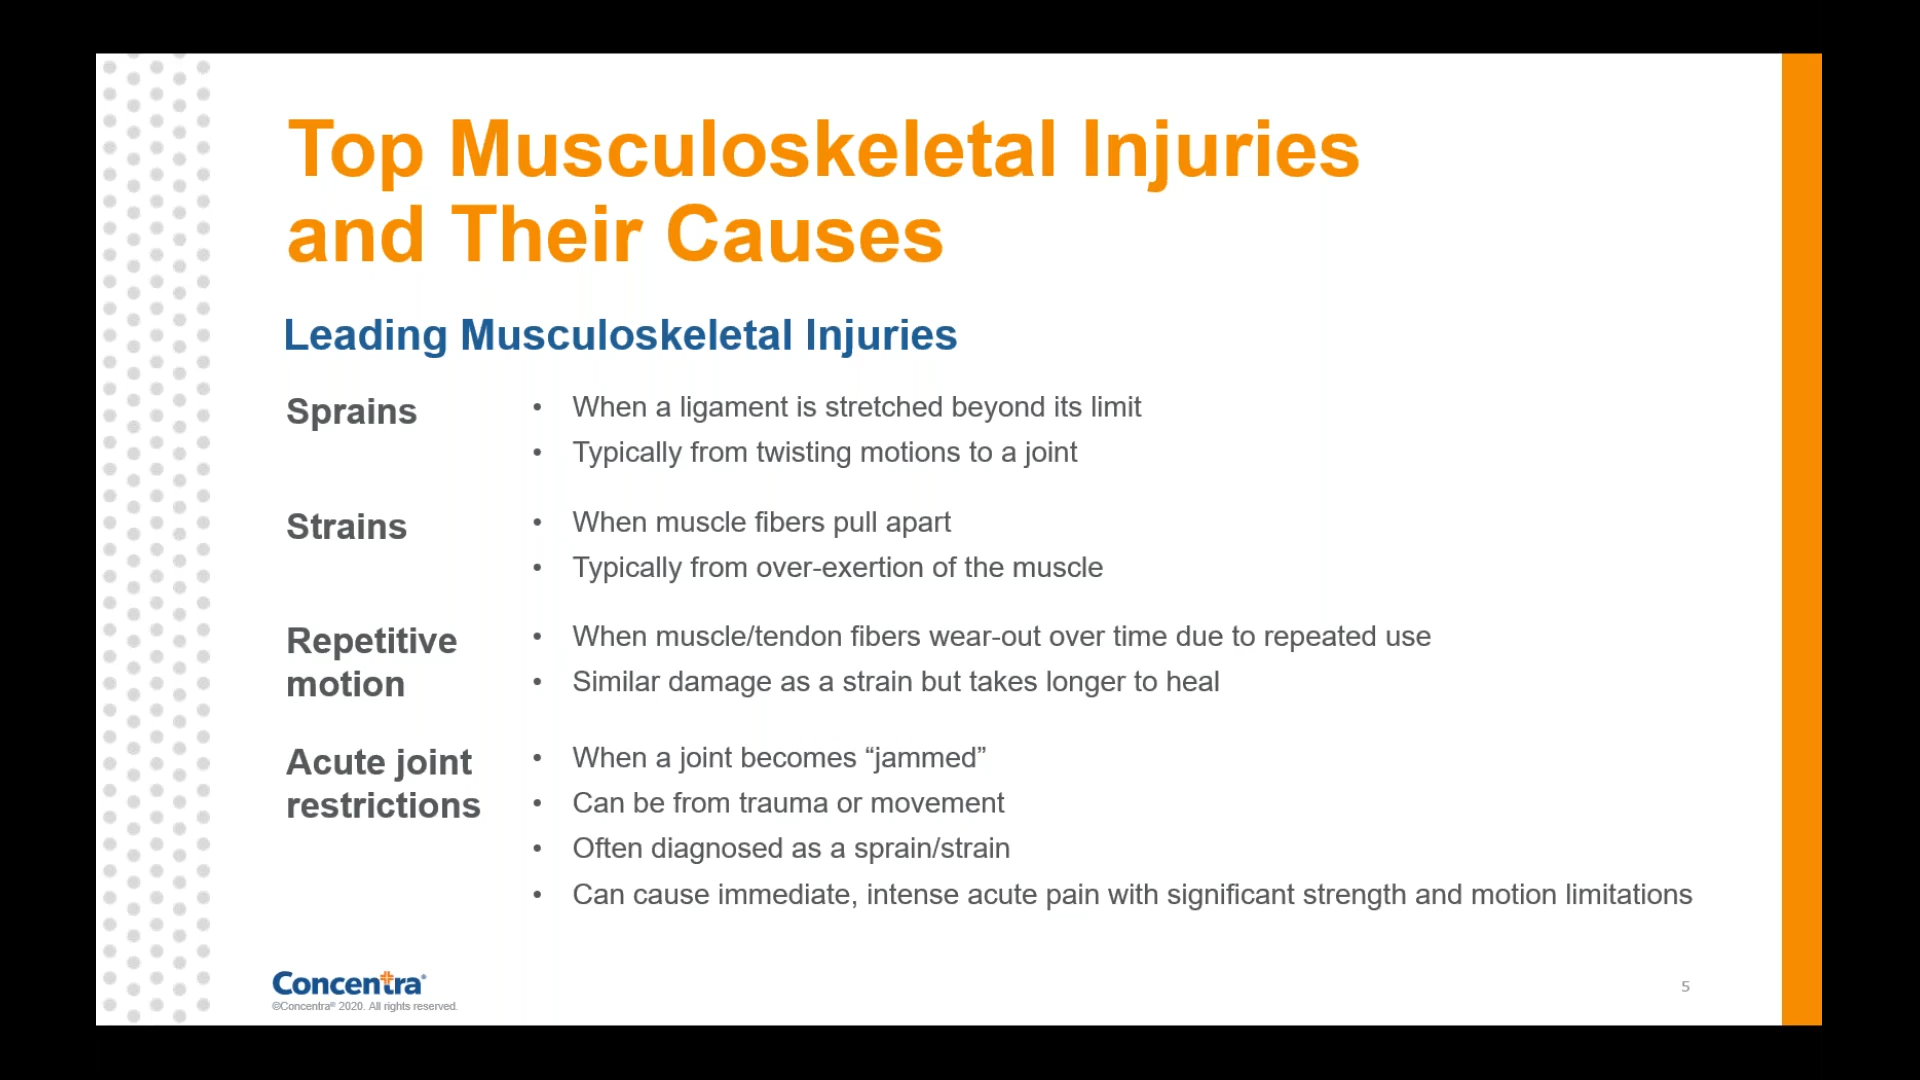 Top Musculoskeletal Injuries
and Their Causes
Leading Musculoskeletal Injuries
Sprains
• When a ligament is stretched beyond its limit
• Typically from twisting motions to a joint
Strains
• When muscle fibers pull apart
• Typically from over-exertion of the muscle
Repetitive
motion
• When muscle/tendon fibers wear-out over time due to repeated use
• Similar damage as a strain but takes longer to heal
Acute joint
restrictions
• When a joint becomes “jammed”
• Can be from trauma or movement
• Often diagnosed as a sprain/strain
• Can cause immediate, intense acute pain with significant strength and motion limitations
Concentra®
©Concentra® 2020. All rights reserved.
5